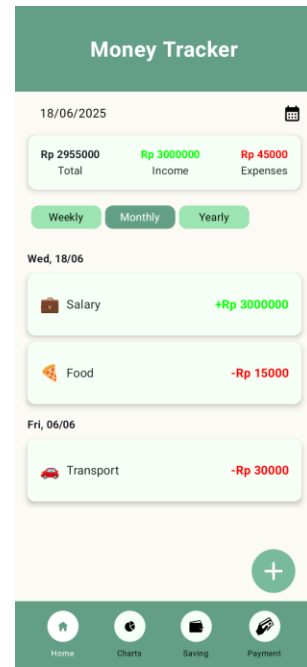 Money Tracker
18/06/2025
Rp 2955000 Rp 3000000 Rp 45000
Total Income Expenses
Weekly Monthly Yearly
Wed, 18/06
Salary +Rp 3000000
Food -Rp 15000
Fri, 06/06
Transport -Rp 30000
+
Home Charts Saving Payment